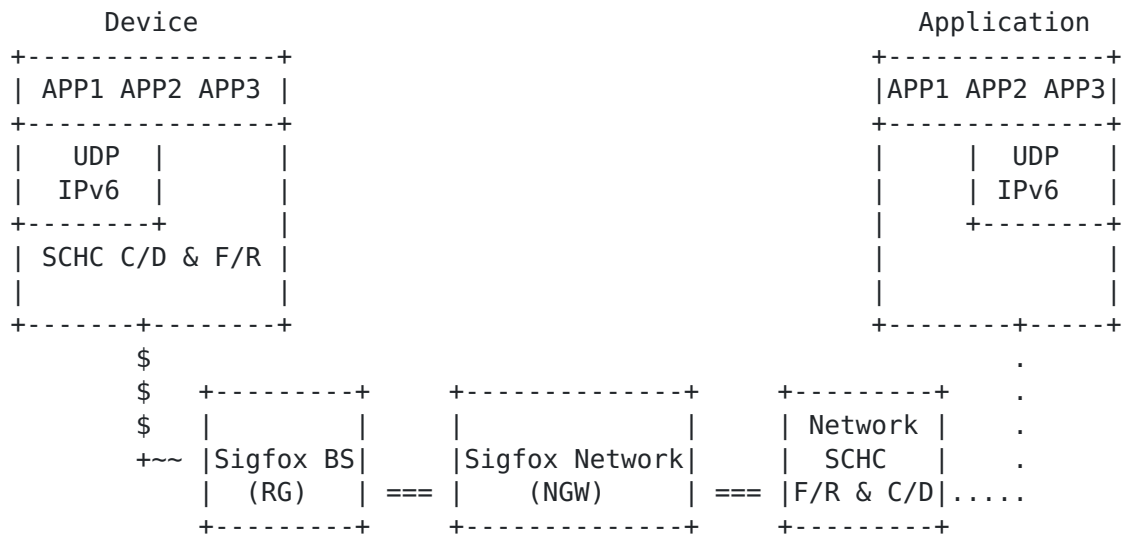 Device                                            Application
+----------------+                                     +--------------+
| APP1 APP2 APP3 |                                     |APP1 APP2 APP3|
+----------------+                                     +--------------+
|   UDP  |       |                                     |     |  UDP   |
|  IPv6  |       |                                     |     | IPv6   |
+--------+       |                                     |     +--------+
| SCHC C/D & F/R |                                     |              |
|                |                                     |              |
+-------+--------+                                     +--------+-----+
        $                                                       .
        $   +---------+     +--------------+     +---------+    .
        $   |         |     |              |     | Network |    .
        +~~ |Sigfox BS|     |Sigfox Network|     |  SCHC   |    .
            |  (RG)   | === |    (NGW)     | === |F/R & C/D|.....
            +---------+     +--------------+     +---------+